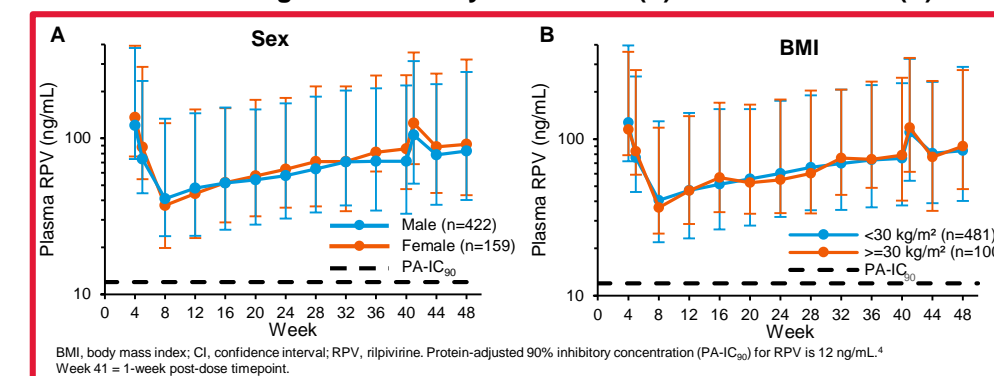 A
Sex
Plasma RPV (ng/mL)
100
10
0 4 8 12 16 20 24 28 32 36 40 44 48
Week
Male (n=422)
Female (n=159)
PA-IC90
B
BMI
Plasma RPV (ng/mL)
100
10
0 4 8 12 16 20 24 28 32 36 40 44 48
Week
<30 kg/m² (n=481)
>=30 kg/m² (n=100
PA-IC90
BMI, body mass index; CI, confidence interval; RPV, rilpivirine. Protein-adjusted 90% inhibitory concentration (PA-IC90) for RPV is 12 ng/mL.⁴
Week 41 = 1-week post-dose timepoint.